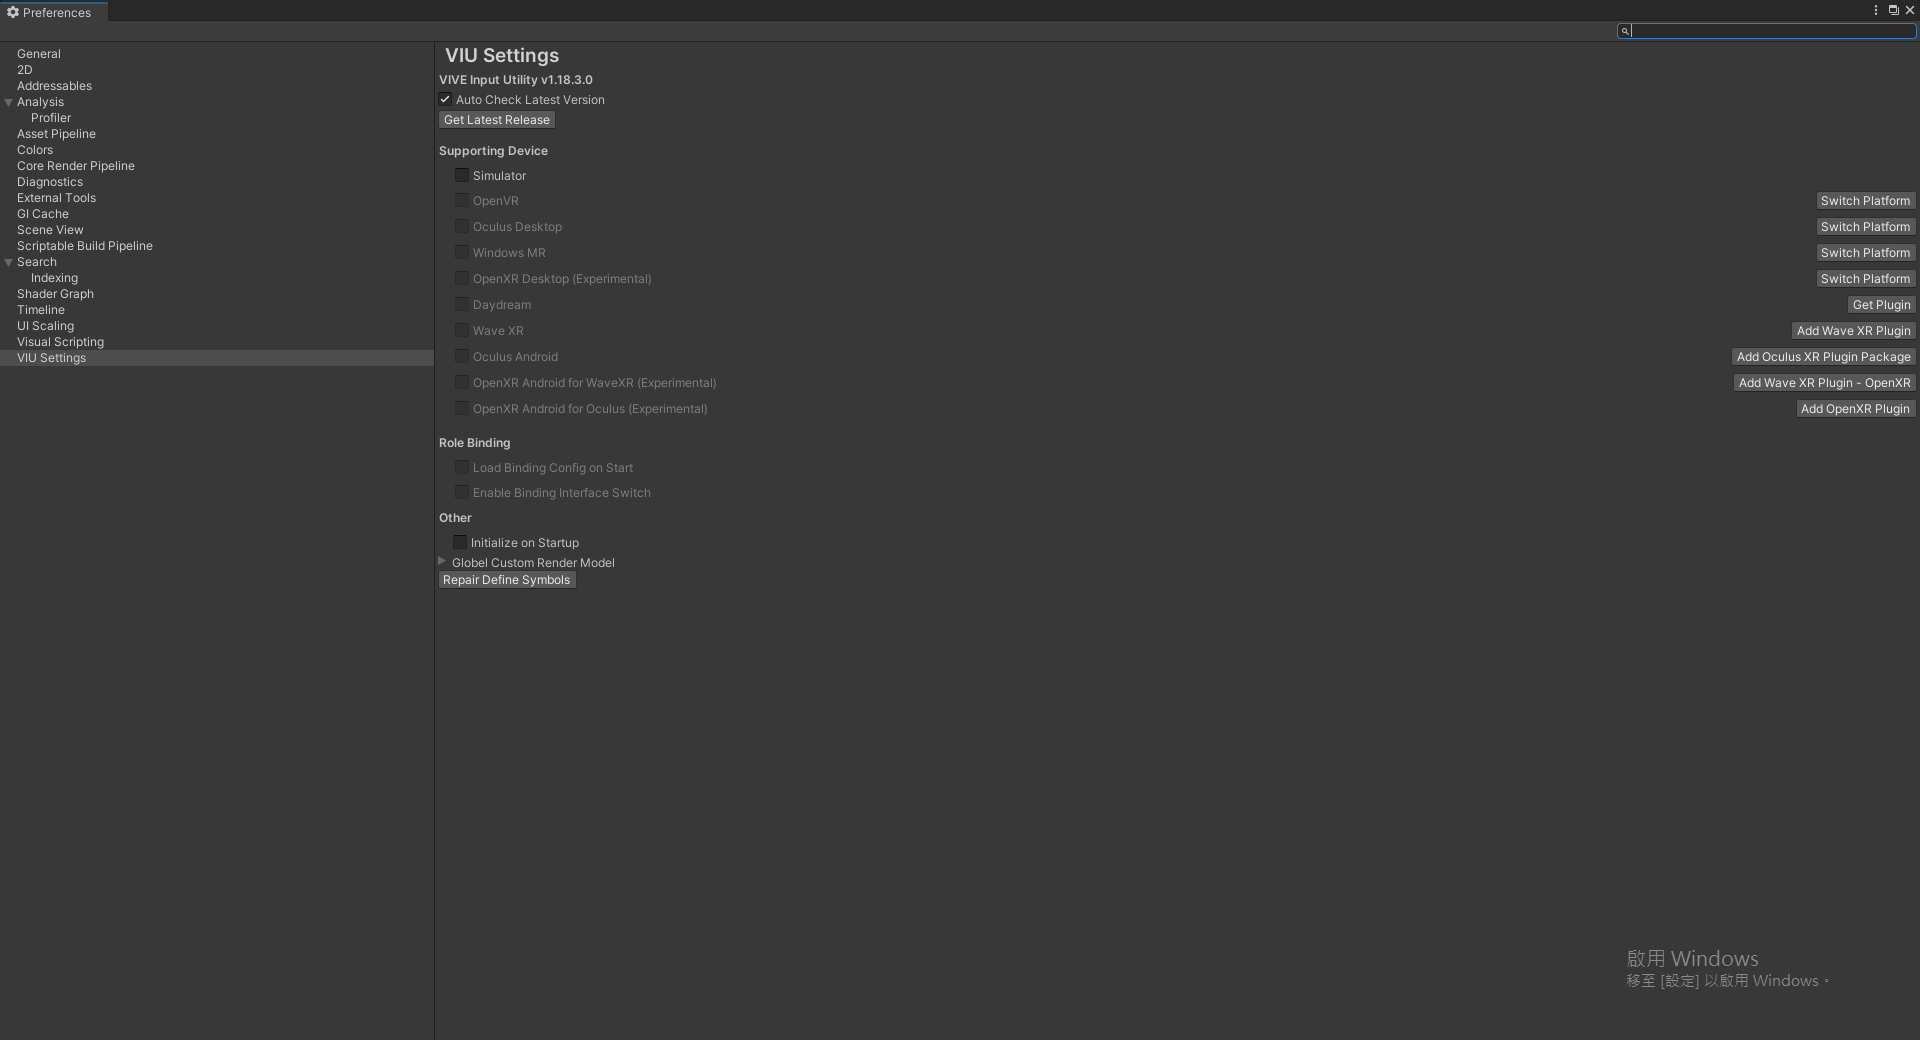 Preferences
General
2D
Addressables
Analysis
Profiler
Asset Pipeline
Colors
Core Render Pipeline
Diagnostics
External Tools
GI Cache
Scene View
Scriptable Build Pipeline
Search
Indexing
Shader Graph
Timeline
UI Scaling
Visual Scripting
VIU Settings
VIU Settings
VIVE Input Utility v1.18.3.0
Auto Check Latest Version
Get Latest Release
Supporting Device
Simulator
OpenVR Switch Platform
Oculus Desktop Switch Platform
Windows MR Switch Platform
OpenXR Desktop (Experimental) Switch Platform
Daydream Get Plugin
Wave XR Add Wave XR Plugin
Oculus Android Add Oculus XR Plugin Package
OpenXR Android for WaveXR (Experimental) Add Wave XR Plugin - OpenXR
OpenXR Android for Oculus (Experimental) Add OpenXR Plugin
Role Binding
Load Binding Config on Start
Enable Binding Interface Switch
Other
Initialize on Startup
Globel Custom Render Model
Repair Define Symbols
啟用 Windows
移至 [設定] 以啟用 Windows。